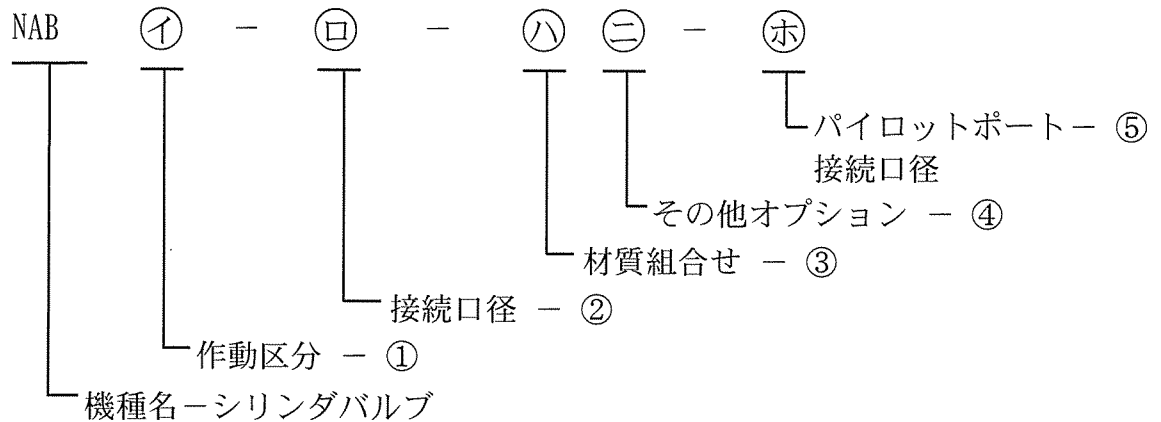 NAB ㋑ － ㋺ － ㋩ ㋥ － ㋭
パイロットポート－ ⑤
接続口径
その他オプション － ④
材質組合せ － ③
接続口径 － ②
作動区分 － ①
機種名－シリンダバルブ